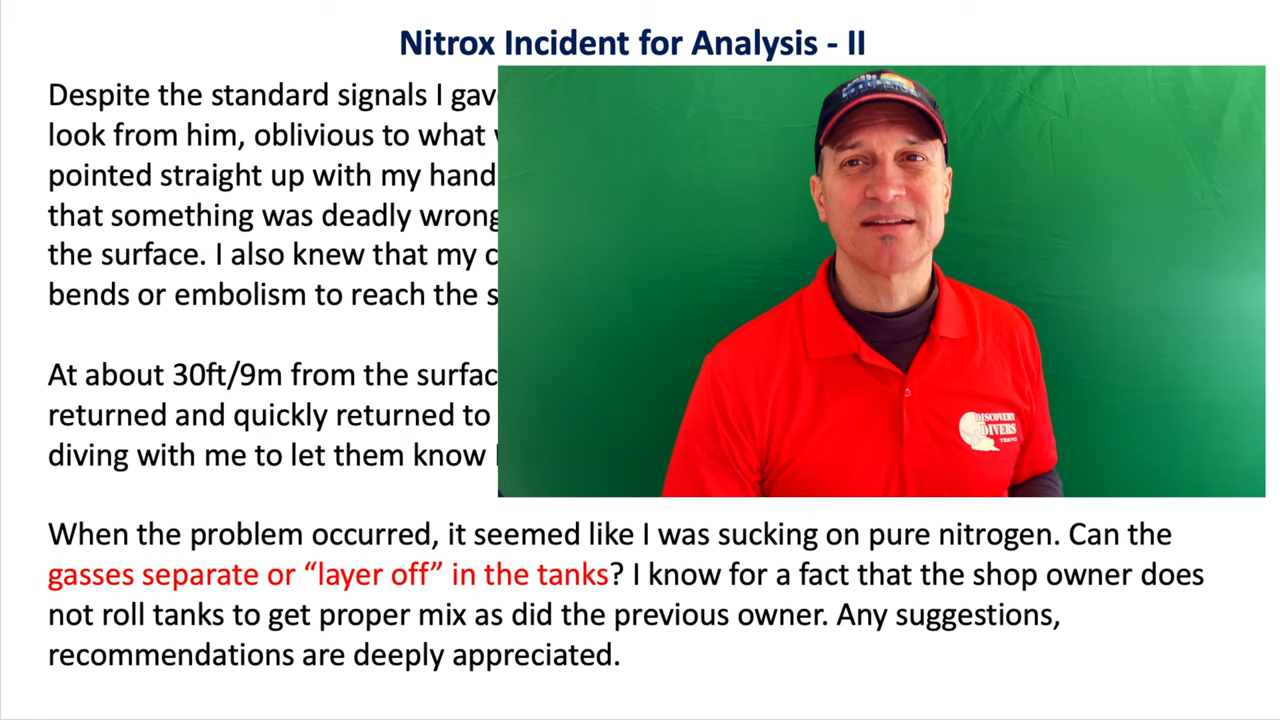 Nitrox Incident for Analysis - II
Despite the standard signals I gav
look from him, oblivious to what
pointed straight up with my hand
that something was deadly wrong
the surface. I also knew that my
bends or embolism to reach the
At about 30ft/9m from the surfac
returned and quickly returned to
diving with me to let them know
DISCOVERY
DIVERS
TOKYO
When the problem occurred, it seemed like I was sucking on pure nitrogen. Can the
gasses separate or “layer off” in the tanks? I know for a fact that the shop owner does
not roll tanks to get proper mix as did the previous owner. Any suggestions,
recommendations are deeply appreciated.